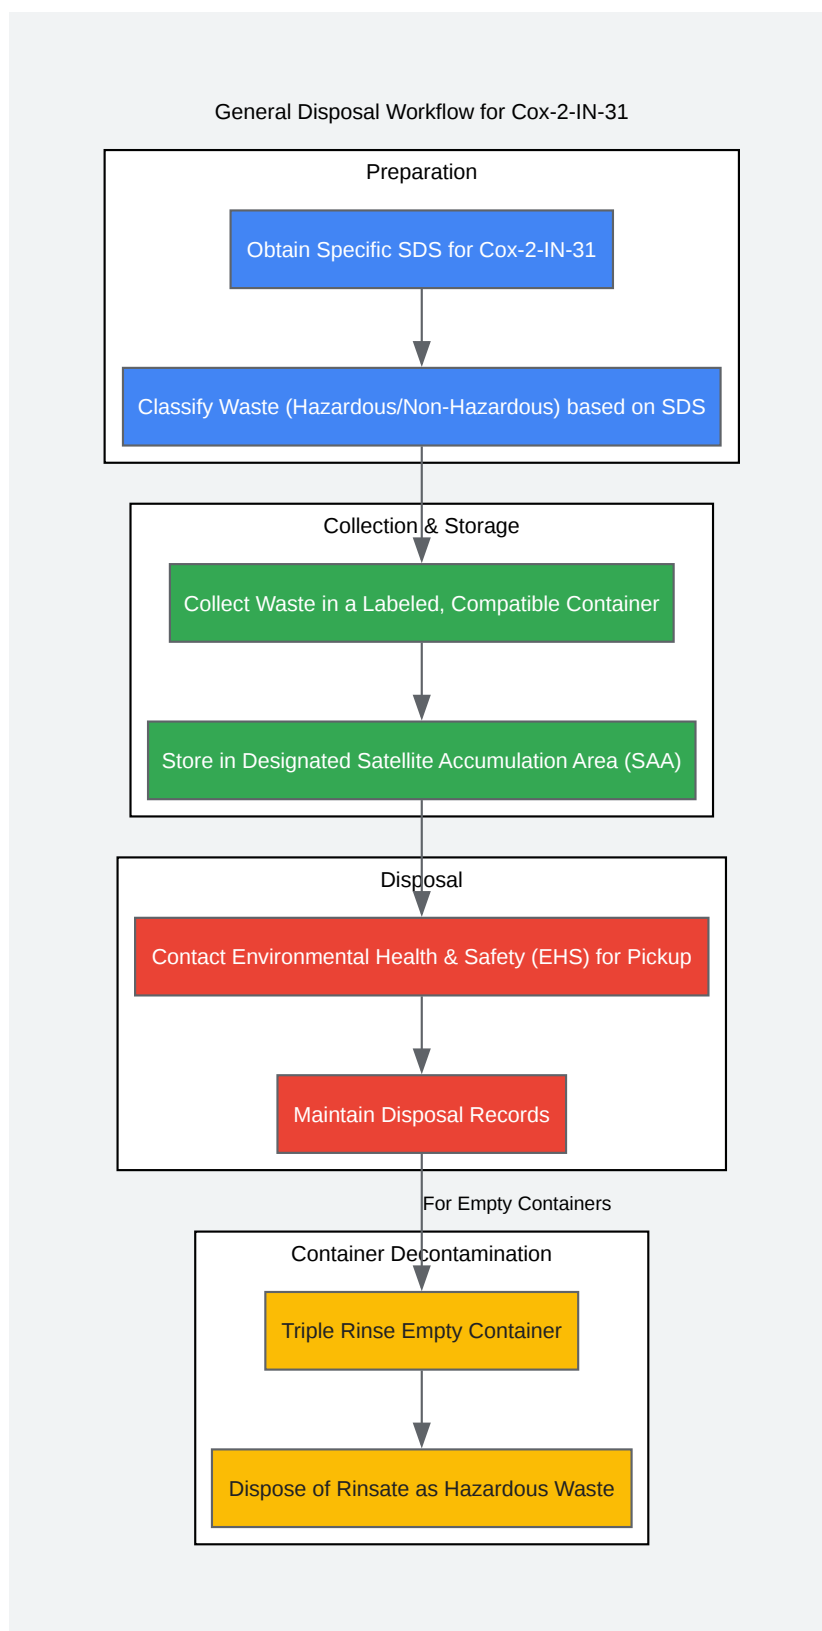 General Disposal Workflow for Cox-2-IN-31
Preparation
Obtain Specific SDS for Cox-2-IN-31
Classify Waste (Hazardous/Non-Hazardous) based on SDS
Collection & Storage
Collect Waste in a Labeled, Compatible Container
Store in Designated Satellite Accumulation Area (SAA)
Disposal
Contact Environmental Health & Safety (EHS) for Pickup
Maintain Disposal Records
For Empty Containers
Container Decontamination
Triple Rinse Empty Container
Dispose of Rinsate as Hazardous Waste